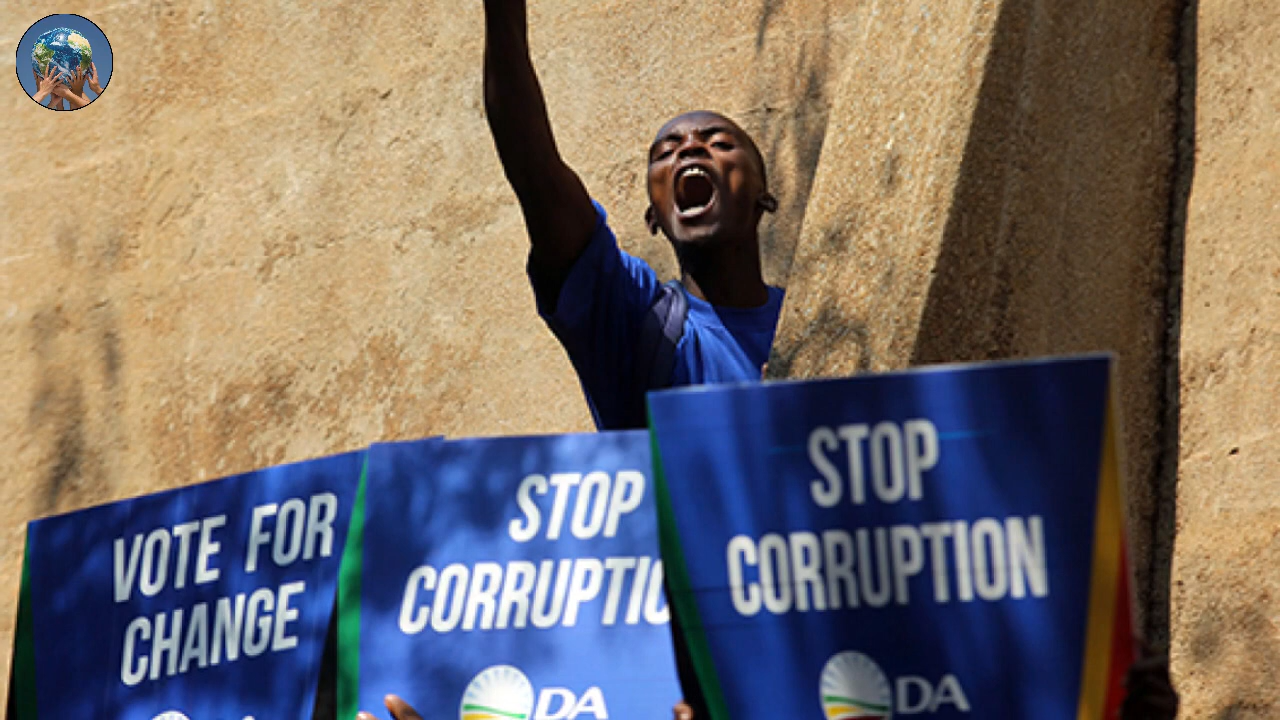 VOTE FOR
CHANGE
STOP
CORRUPTIO
DA
STOP
CORRUPTION
DA